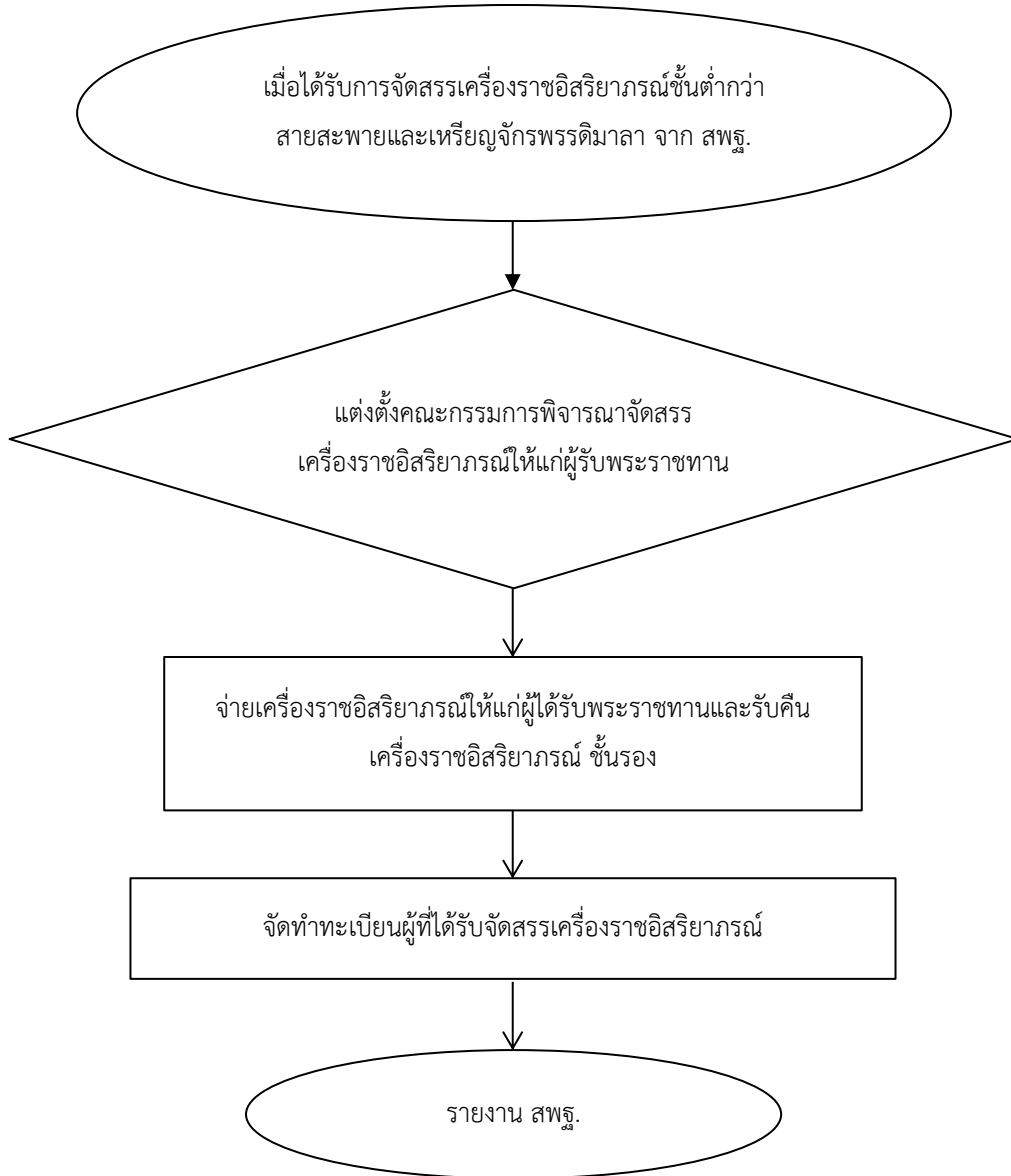 เมื่อได้รับการจัดสรรเครื่องราชอิสริยาภรณ์ชั้นต่ำกว่า
สายสะพายและเหรียญจักรพรรดิมาลา จาก สพฐ.
แต่งตั้งคณะกรรมการพิจารณาจัดสรร
เครื่องราชอิสริยาภรณ์ให้แก่ผู้รับพระราชทาน
จ่ายเครื่องราชอิสริยาภรณ์ให้แก่ผู้ได้รับพระราชทานและรับคืน
เครื่องราชอิสริยาภรณ์ ชั้นรอง
จัดทำทะเบียนผู้ที่ได้รับจัดสรรเครื่องราชอิสริยาภรณ์
รายงาน สพฐ.